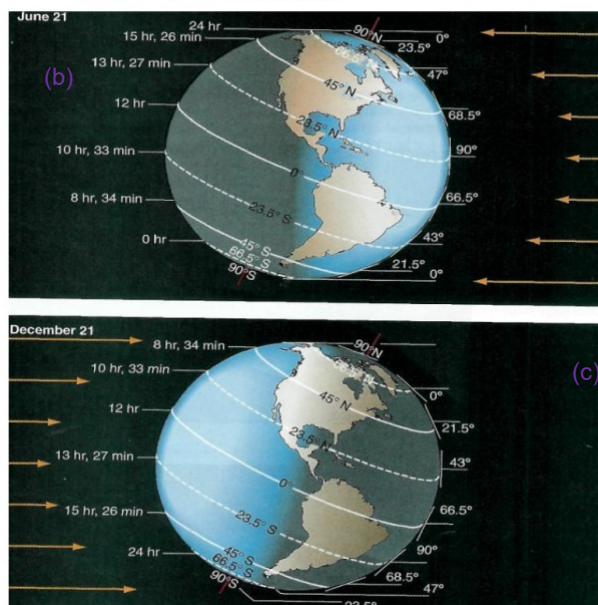 June 21
24 hr
90°N
0°
15 hr, 26 min
23.5°
66.5°N
(b)
13 hr, 27 min
47°
45° N
12 hr
68.5°
23.5° N
10 hr, 33 min
90°
0°
8 hr, 34 min
66.5°
23.5° S
0 hr
43°
45° S
66.5° S
21.5°
90°S
0°
December 21
8 hr, 34 min
90°N
10 hr, 33 min
0°
(c)
45° N
12 hr
21.5°
23.5° N
13 hr, 27 min
43°
0°
15 hr, 26 min
66.5°
23.5° S
24 hr
90°
45° S
66.5° S
68.5°
90°S
47°
23.5°